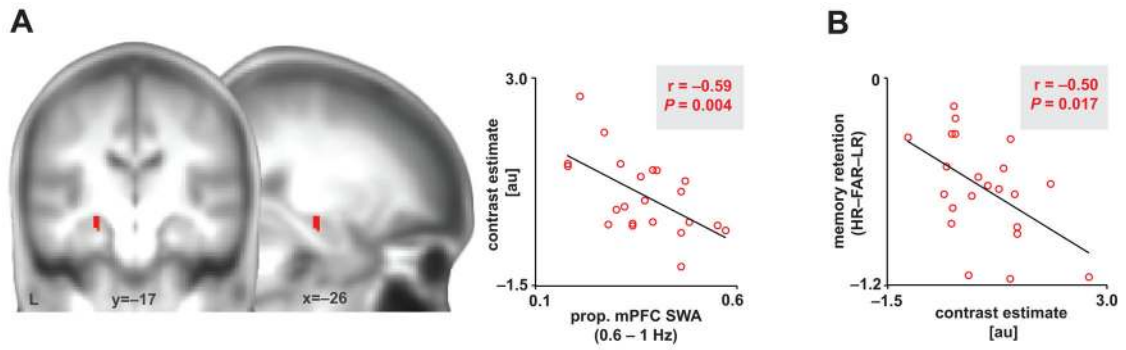 A
L
y=–17
x=–26
3.0
contrast estimate
[au]
–1.5
0.1
0.6
prop. mPFC SWA
(0.6 – 1 Hz)
r = –0.59
P = 0.004
B
0
memory retention
(HR–FAR–LR)
–1.2
–1.5
3.0
contrast estimate
[au]
r = –0.50
P = 0.017